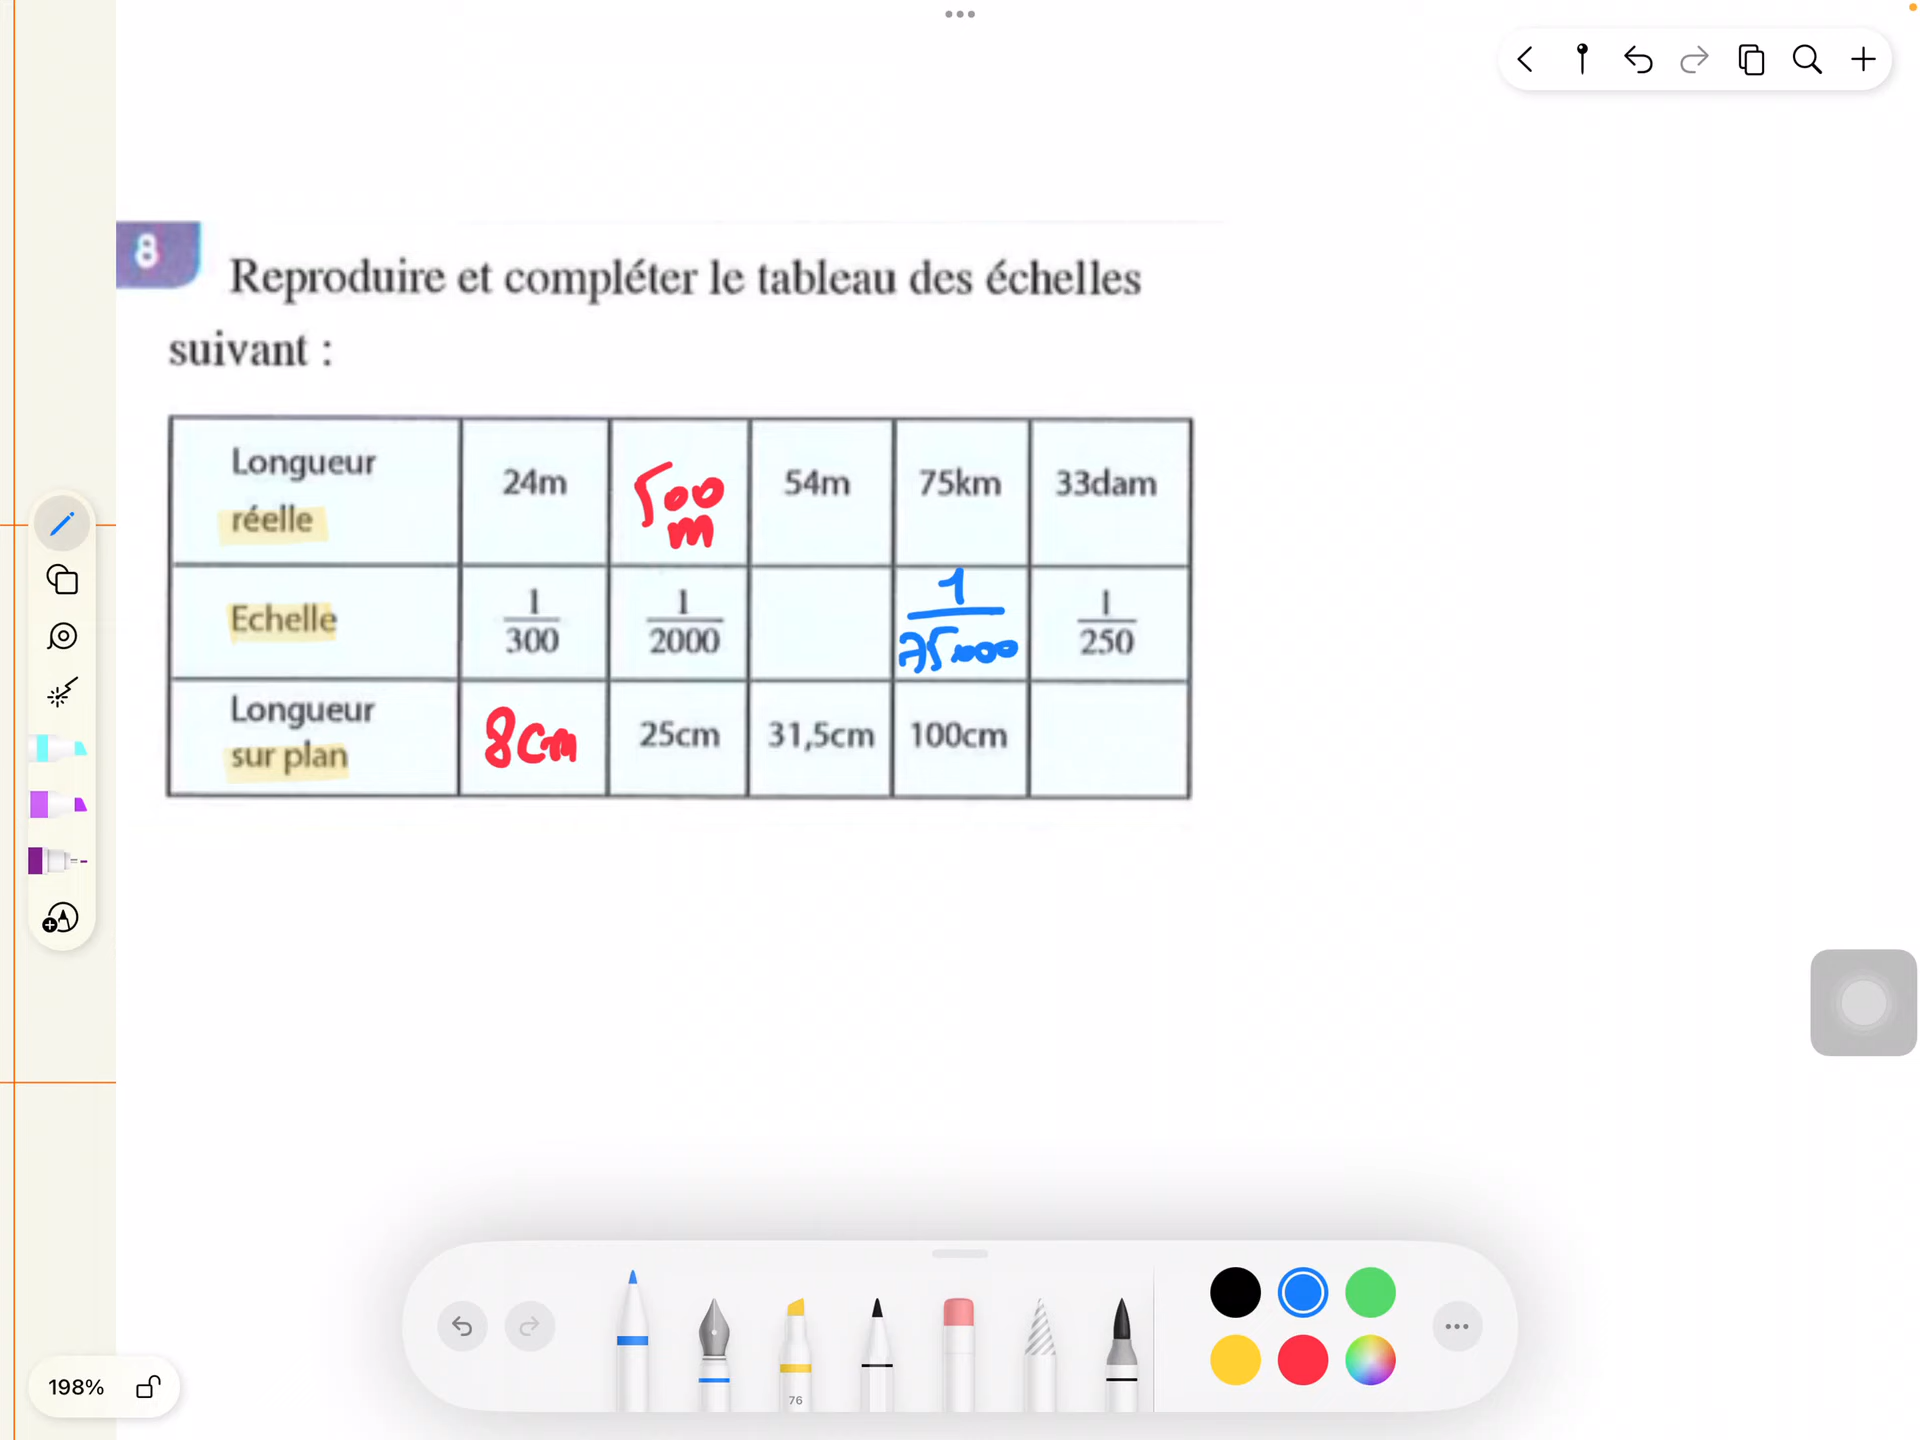 8
Reproduire et compléter le tableau des échelles
suivant :
Longueur
réelle
24m
500
m
54m
75km
33dam
Echelle
1
300
1
2000
1
75000
1
250
Longueur
sur plan
8cm
25cm
31,5cm
100cm
76
198%